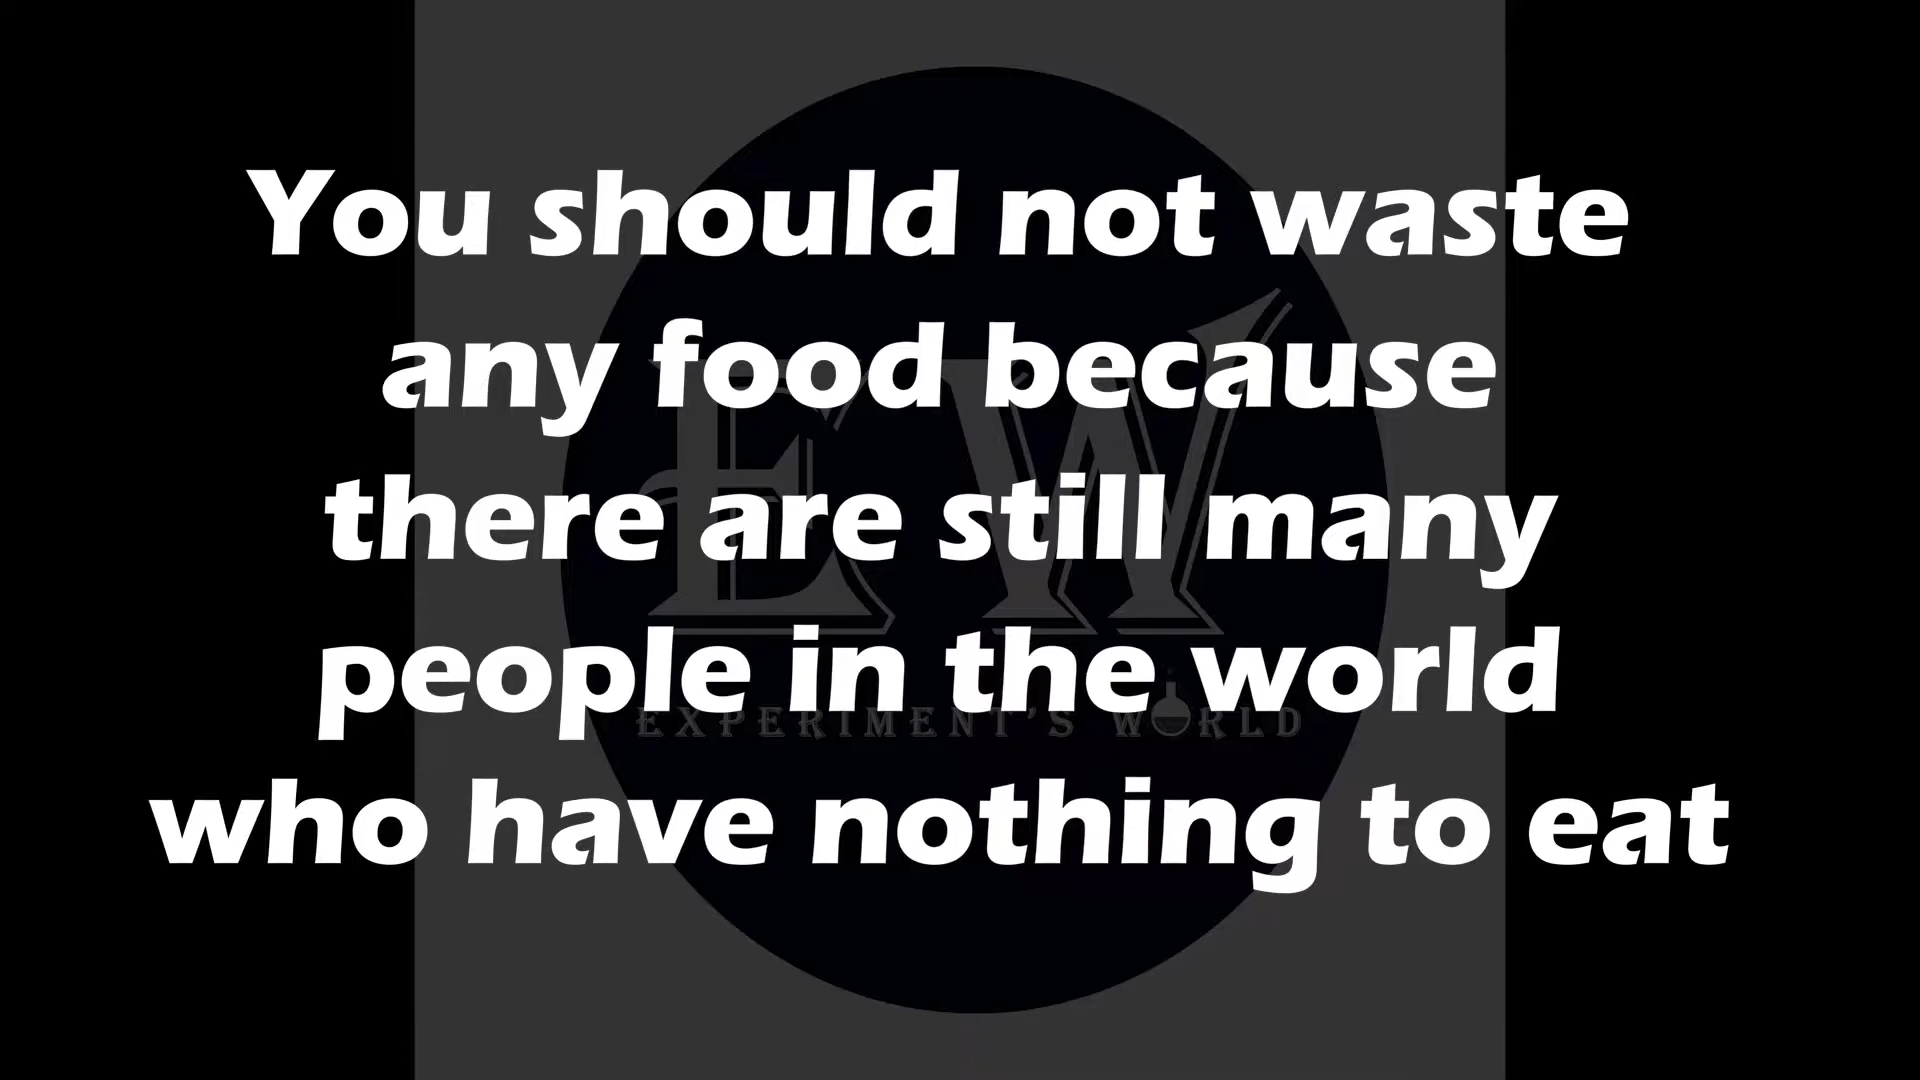 You should not waste
any food because
there are still many
people in the world
who have nothing to eat
EW
EXPERIMENT'S WORLD